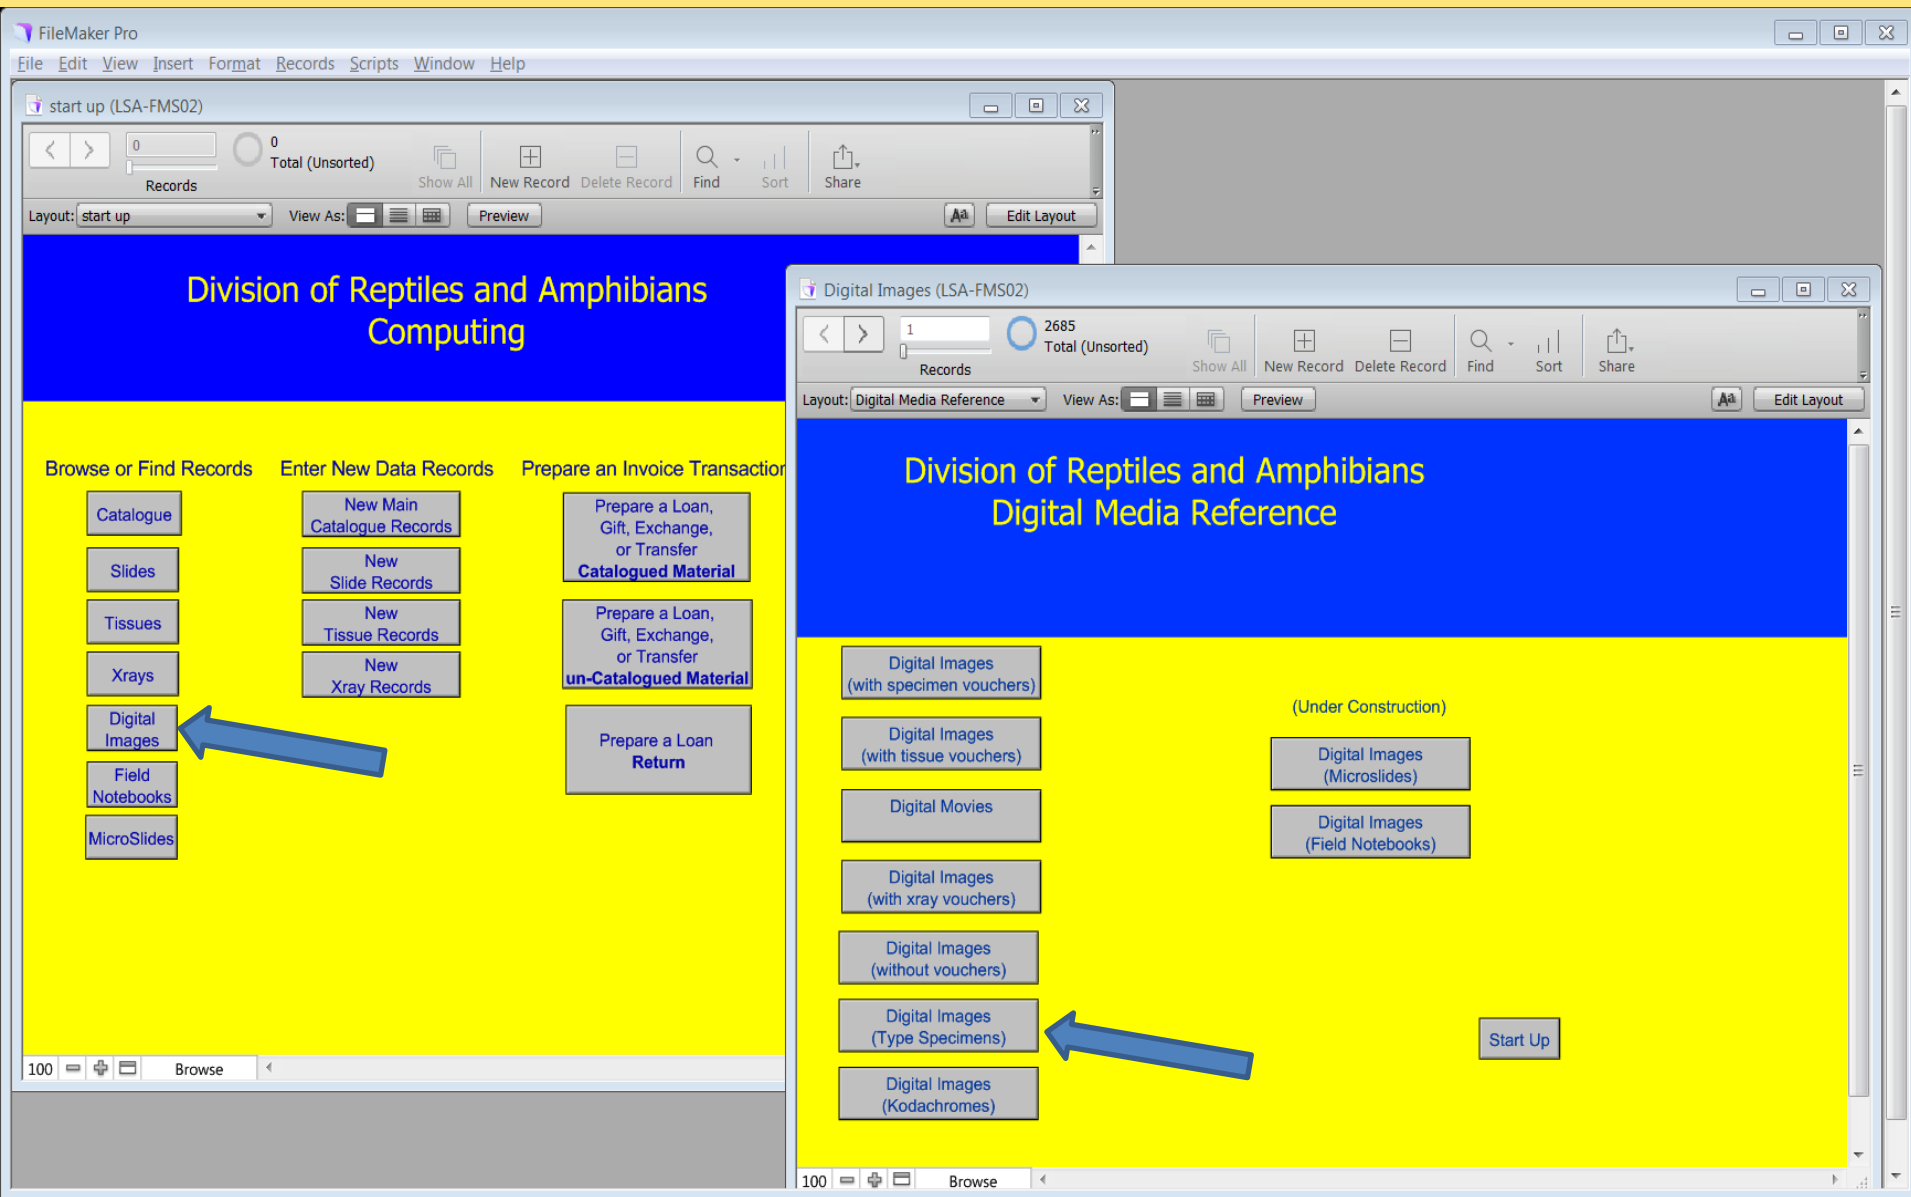 FileMaker Pro
File Edit View Insert Format Records Scripts Window Help
start up (LSA-FMS02)
0
0
Total (Unsorted)
Records
Show All
New Record
Delete Record
Find
Sort
Share
Layout: start up
View As:
Preview
Aa
Edit Layout
Division of Reptiles and Amphibians
Computing
Browse or Find Records
Catalogue
Slides
Tissues
Xrays
Digital
Images
Field
Notebooks
MicroSlides
Enter New Data Records
New Main
Catalogue Records
New
Slide Records
New
Tissue Records
New
Xray Records
Prepare an Invoice Transaction
Prepare a Loan,
Gift, Exchange,
or Transfer
Catalogued Material
Prepare a Loan,
Gift, Exchange,
or Transfer
un-Catalogued Material
Prepare a Loan
Return
100
Browse
Digital Images (LSA-FMS02)
1
2685
Total (Unsorted)
Records
Show All
New Record
Delete Record
Find
Sort
Share
Layout: Digital Media Reference
View As:
Preview
Aa
Edit Layout
Division of Reptiles and Amphibians
Digital Media Reference
Digital Images
(with specimen vouchers)
Digital Images
(with tissue vouchers)
Digital Movies
Digital Images
(with xray vouchers)
Digital Images
(without vouchers)
Digital Images
(Type Specimens)
Digital Images
(Kodachromes)
(Under Construction)
Digital Images
(Microslides)
Digital Images
(Field Notebooks)
Start Up
100
Browse